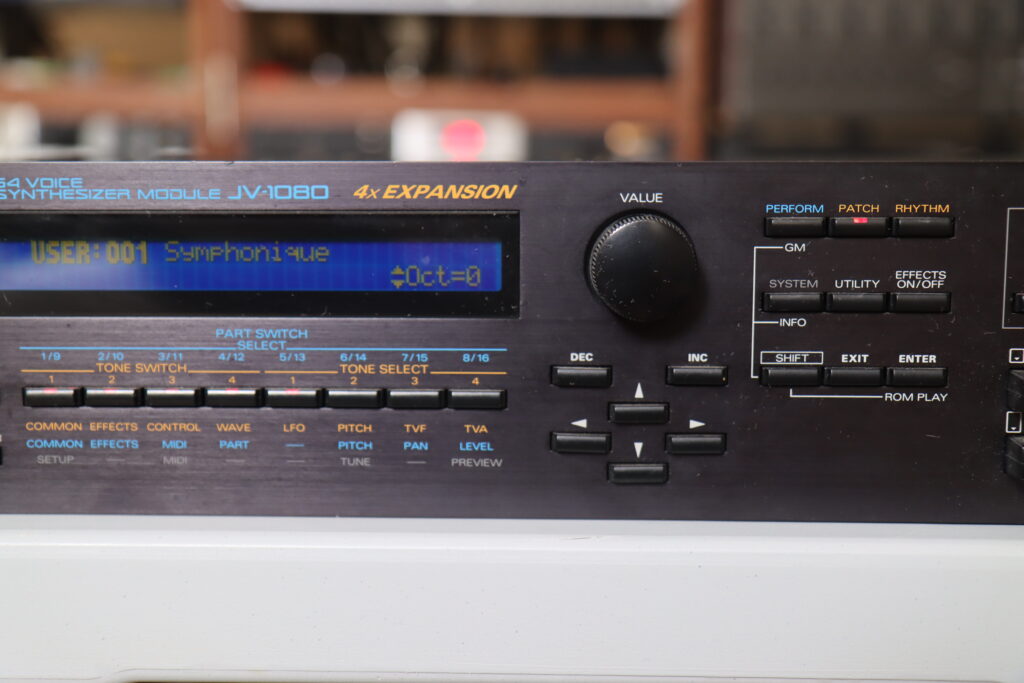 64 VOICE
SYNTHESIZER MODULE JV-1080 4x EXPANSION
USER:001 Symphonique
Oct=0
PART SWITCH
SELECT
1/9 2/10 3/11 4/12 5/13 6/14 7/15 8/16
TONE SWITCH TONE SELECT
1 2 3 4 1 2 3 4
COMMON EFFECTS CONTROL WAVE LFO PITCH TVF TVA
COMMON EFFECTS MIDI PART — PITCH PAN LEVEL
SETUP — MIDI TUNE — PREVIEW
VALUE
DEC INC
PERFORM PATCH RHYTHM
GM
SYSTEM UTILITY EFFECTS ON/OFF
INFO
SHIFT EXIT ENTER
ROM PLAY